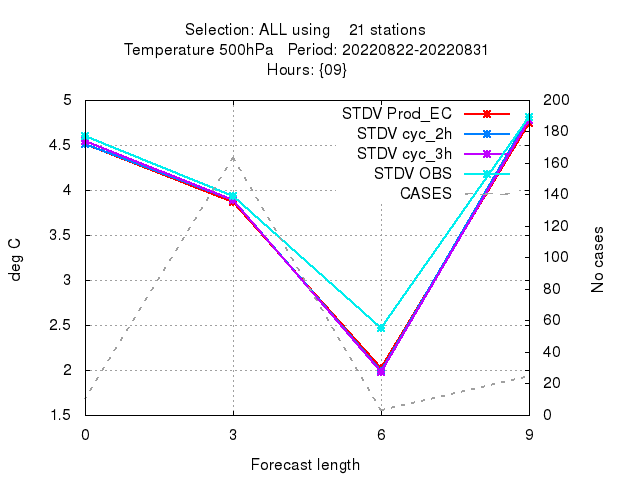 Selection: ALL using 21 stations
Temperature 500hPa Period: 20220822-20220831
Hours: {09}
STDV Prod_EC
STDV cyc_2h
STDV cyc_3h
STDV OBS
CASES
deg C
5
4.5
4
3.5
3
2.5
2
1.5
200
180
160
140
120
100
80
60
40
20
0
No cases
0 3 6 9
Forecast length